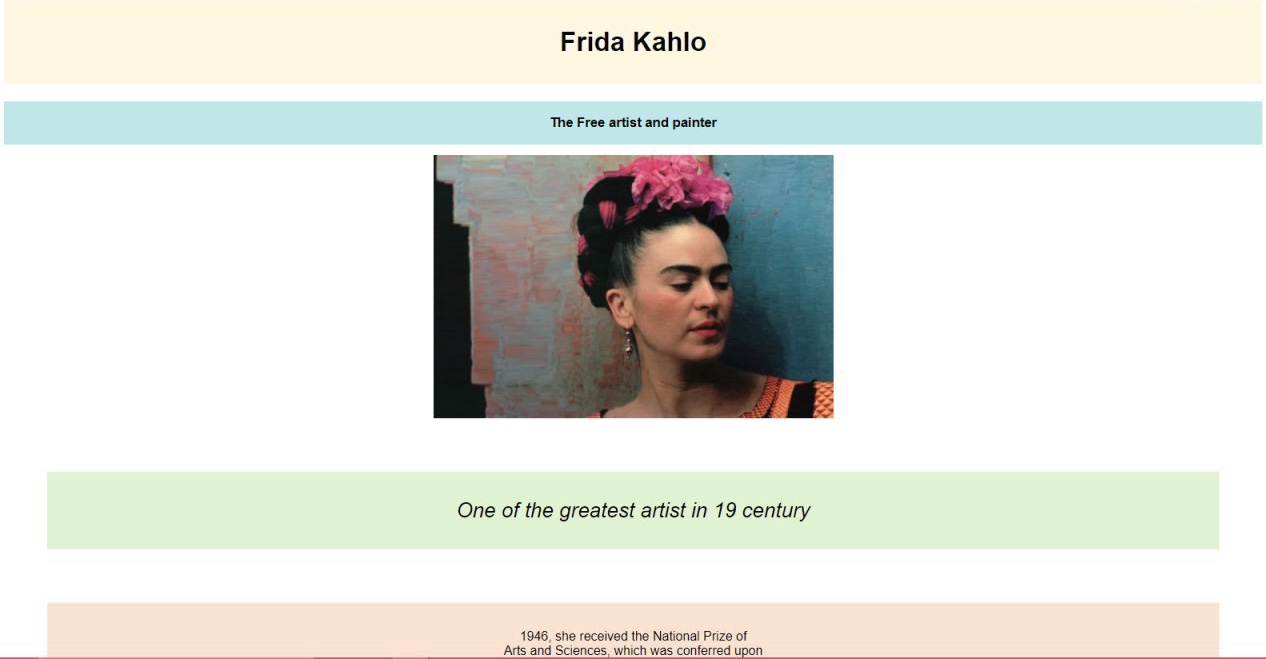 Frida Kahlo
The Free artist and painter
One of the greatest artist in 19 century
1946, she received the National Prize of
Arts and Sciences, which was conferred upon